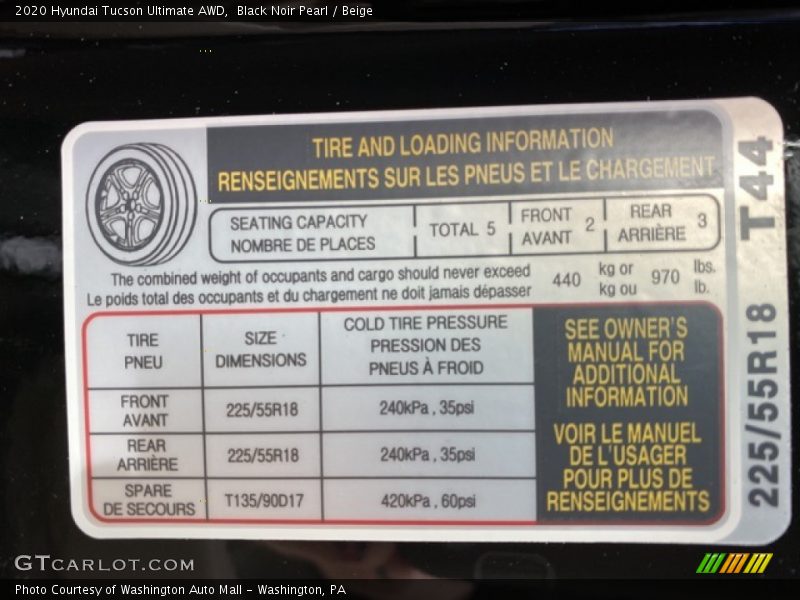 2020 Hyundai Tucson Ultimate AWD,  Black Noir Pearl / Beige
TIRE AND LOADING INFORMATION
RENSEIGNEMENTS SUR LES PNEUS ET LE CHARGEMENT
SEATING CAPACITY
NOMBRE DE PLACES
TOTAL 5
FRONT
AVANT
2
REAR
ARRIÈRE
3
The combined weight of occupants and cargo should never exceed
Le poids total des occupants et du chargement ne doit jamais dépasser
440
kg or
kg ou
970
lbs.
lb.
TIRE
PNEU
SIZE
DIMENSIONS
COLD TIRE PRESSURE
PRESSION DES
PNEUS À FROID
FRONT
AVANT
225/55R18
240kPa , 35psi
REAR
ARRIÈRE
225/55R18
240kPa , 35psi
SPARE
DE SECOURS
T135/90D17
420kPa , 60psi
SEE OWNER'S
MANUAL FOR
ADDITIONAL
INFORMATION
VOIR LE MANUEL
DE L'USAGER
POUR PLUS DE
RENSEIGNEMENTS
225/55R18
T44
GTCARLOT.COM
Photo Courtesy of Washington Auto Mall - Washington, PA